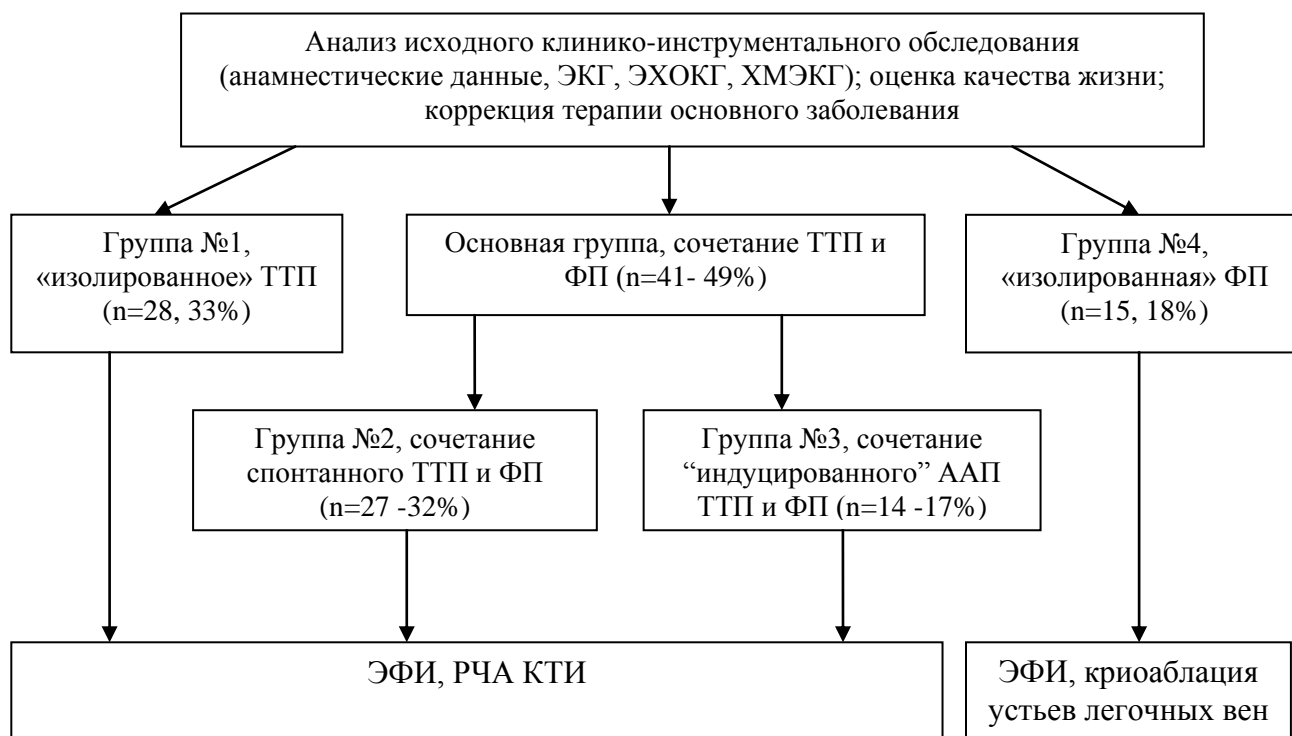 Анализ исходного клинико-инструментального обследования
(анамнестические данные, ЭКГ, ЭХОКГ, ХМЭКГ); оценка качества жизни;
коррекция терапии основного заболевания
Группа №1,
«изолированное» ТТП
(n=28, 33%)
Основная группа, сочетание ТТП и
ФП (n=41- 49%)
Группа №4,
«изолированная» ФП
(n=15, 18%)
Группа №2, сочетание
спонтанного ТТП и ФП
(n=27 -32%)
Группа №3, сочетание
“индуцированного” ААП
ТТП и ФП (n=14 -17%)
ЭФИ, РЧА КТИ
ЭФИ, криоаблация
устьев легочных вен